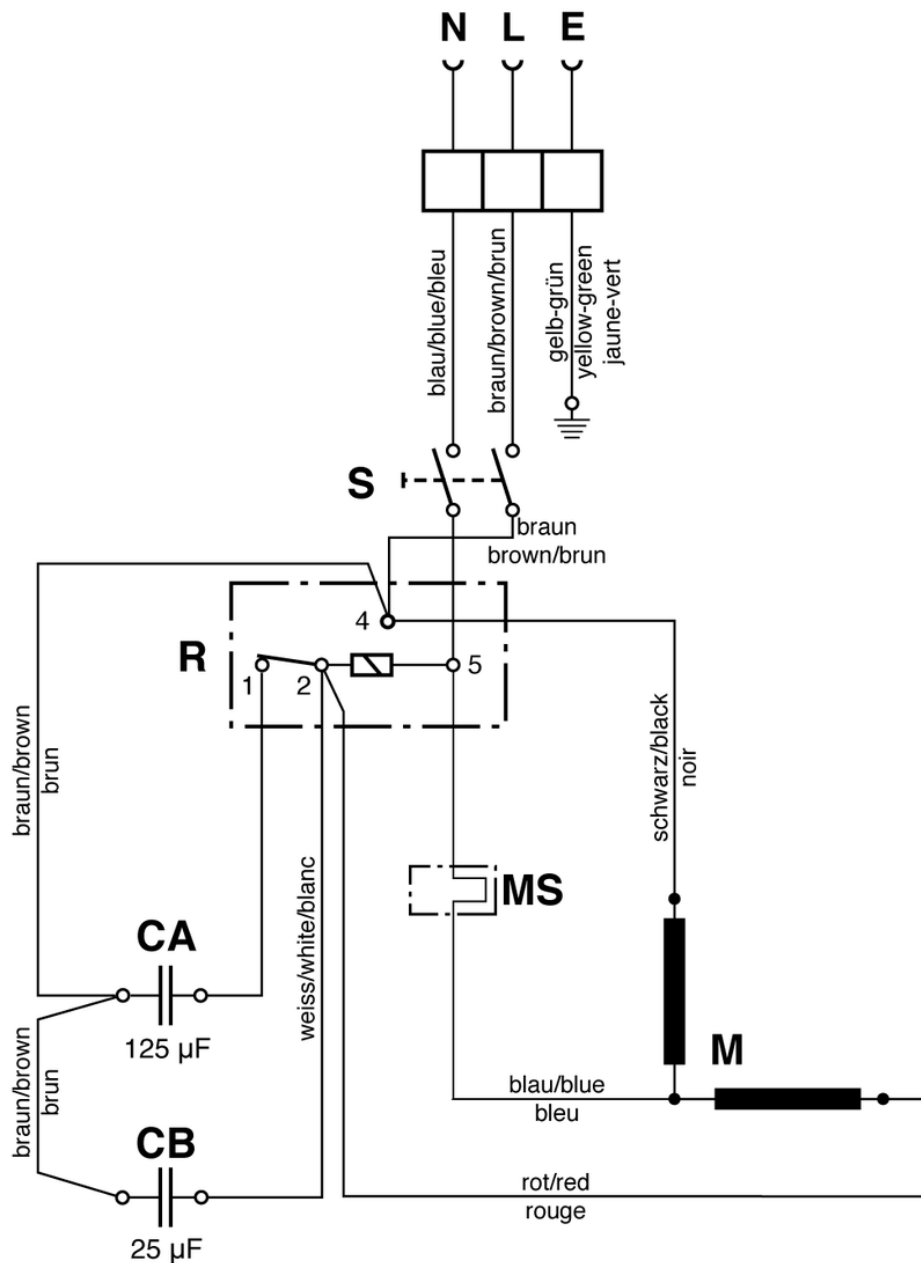 N L E
blau/blue/bleu
braun/brown/brun
gelb-grün
yellow-green
jaune-vert
S
braun
brown/brun
4
R
1 2 5
braun/brown
brun
schwarz/black
noir
weiss/white/blanc
MS
CA
125 µF
M
braun/brown
brun
blau/blue
bleu
CB
25 µF
rot/red
rouge